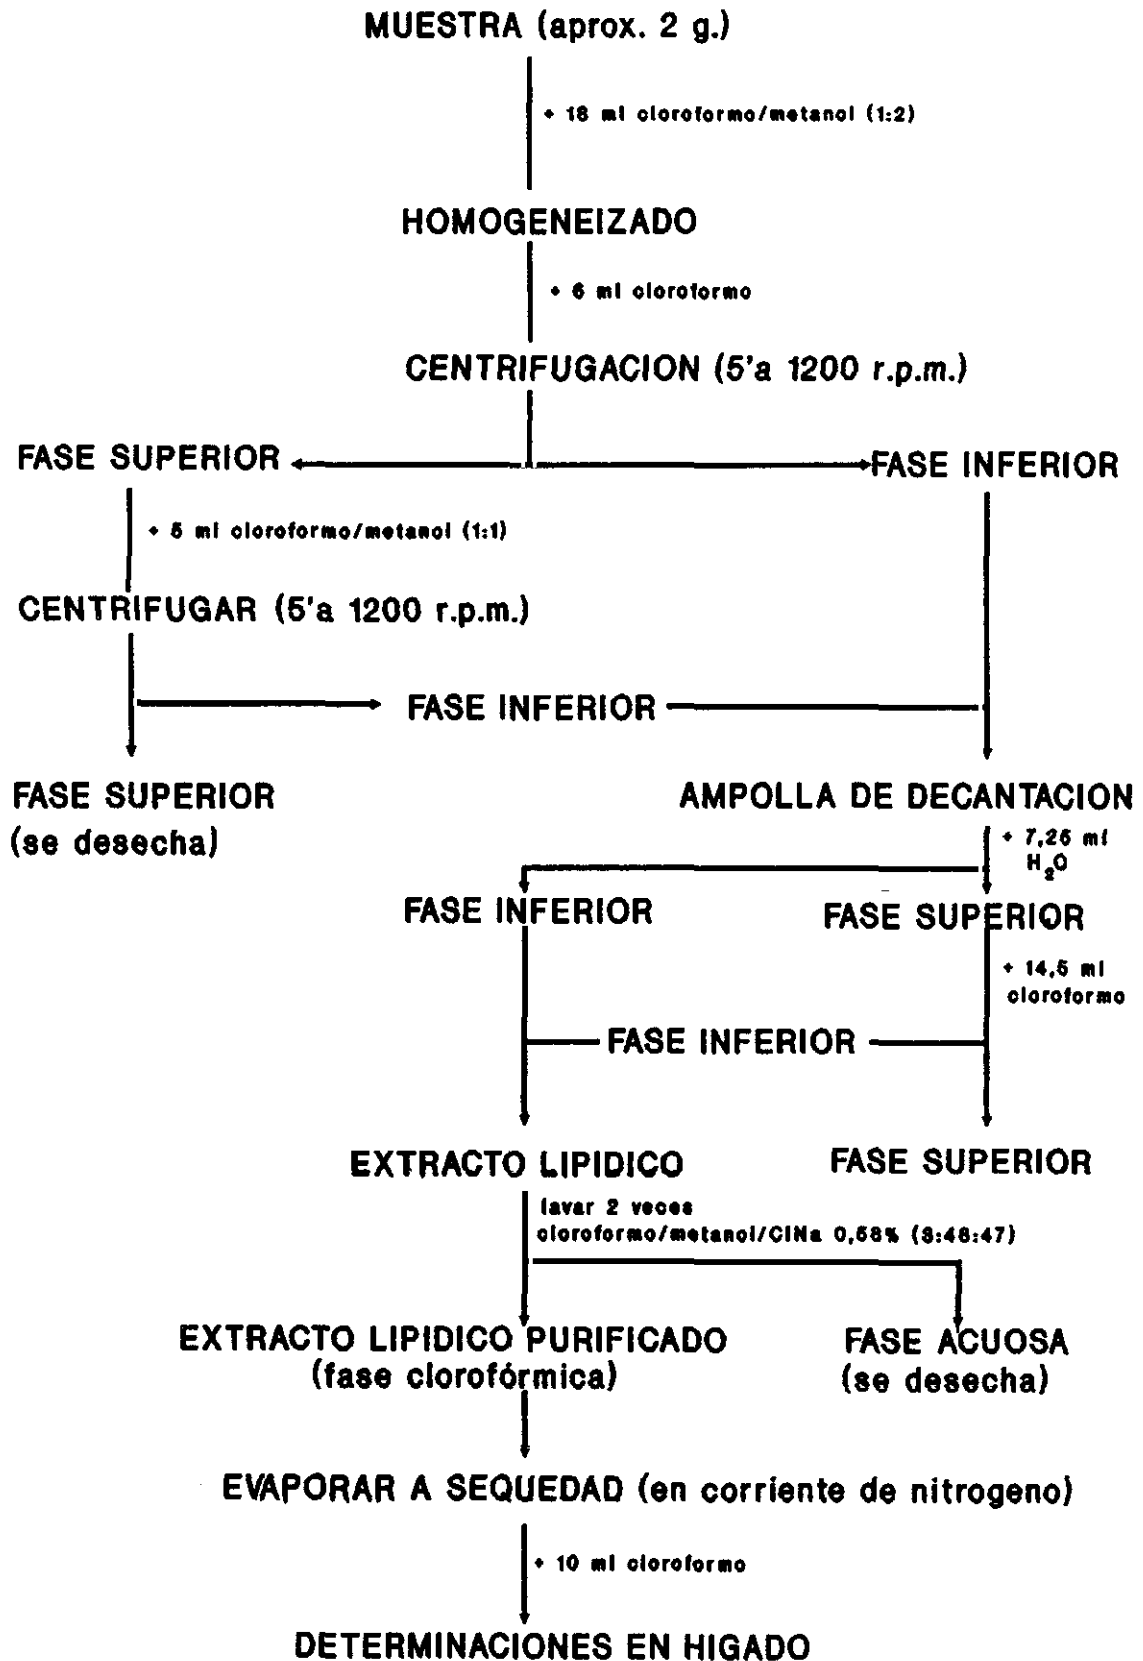 MUESTRA (aprox. 2 g.)
+ 18 ml cloroformo/metanol (1:2)
HOMOGENEIZADO
+ 6 ml cloroformo
CENTRIFUGACION (5'a 1200 r.p.m.)
FASE SUPERIOR
FASE INFERIOR
+ 5 ml cloroformo/metanol (1:1)
CENTRIFUGAR (5'a 1200 r.p.m.)
FASE INFERIOR
FASE SUPERIOR
(se desecha)
AMPOLLA DE DECANTACION
+ 7,25 ml
H₂O
FASE INFERIOR
FASE SUPERIOR
+ 14,5 ml
cloroformo
FASE INFERIOR
EXTRACTO LIPIDICO
FASE SUPERIOR
lavar 2 veces
cloroformo/metanol/ClNa 0,58% (3:48:47)
EXTRACTO LIPIDICO PURIFICADO
(fase clorofórmica)
FASE ACUOSA
(se desecha)
EVAPORAR A SEQUEDAD (en corriente de nitrogeno)
+ 10 ml cloroformo
DETERMINACIONES EN HIGADO